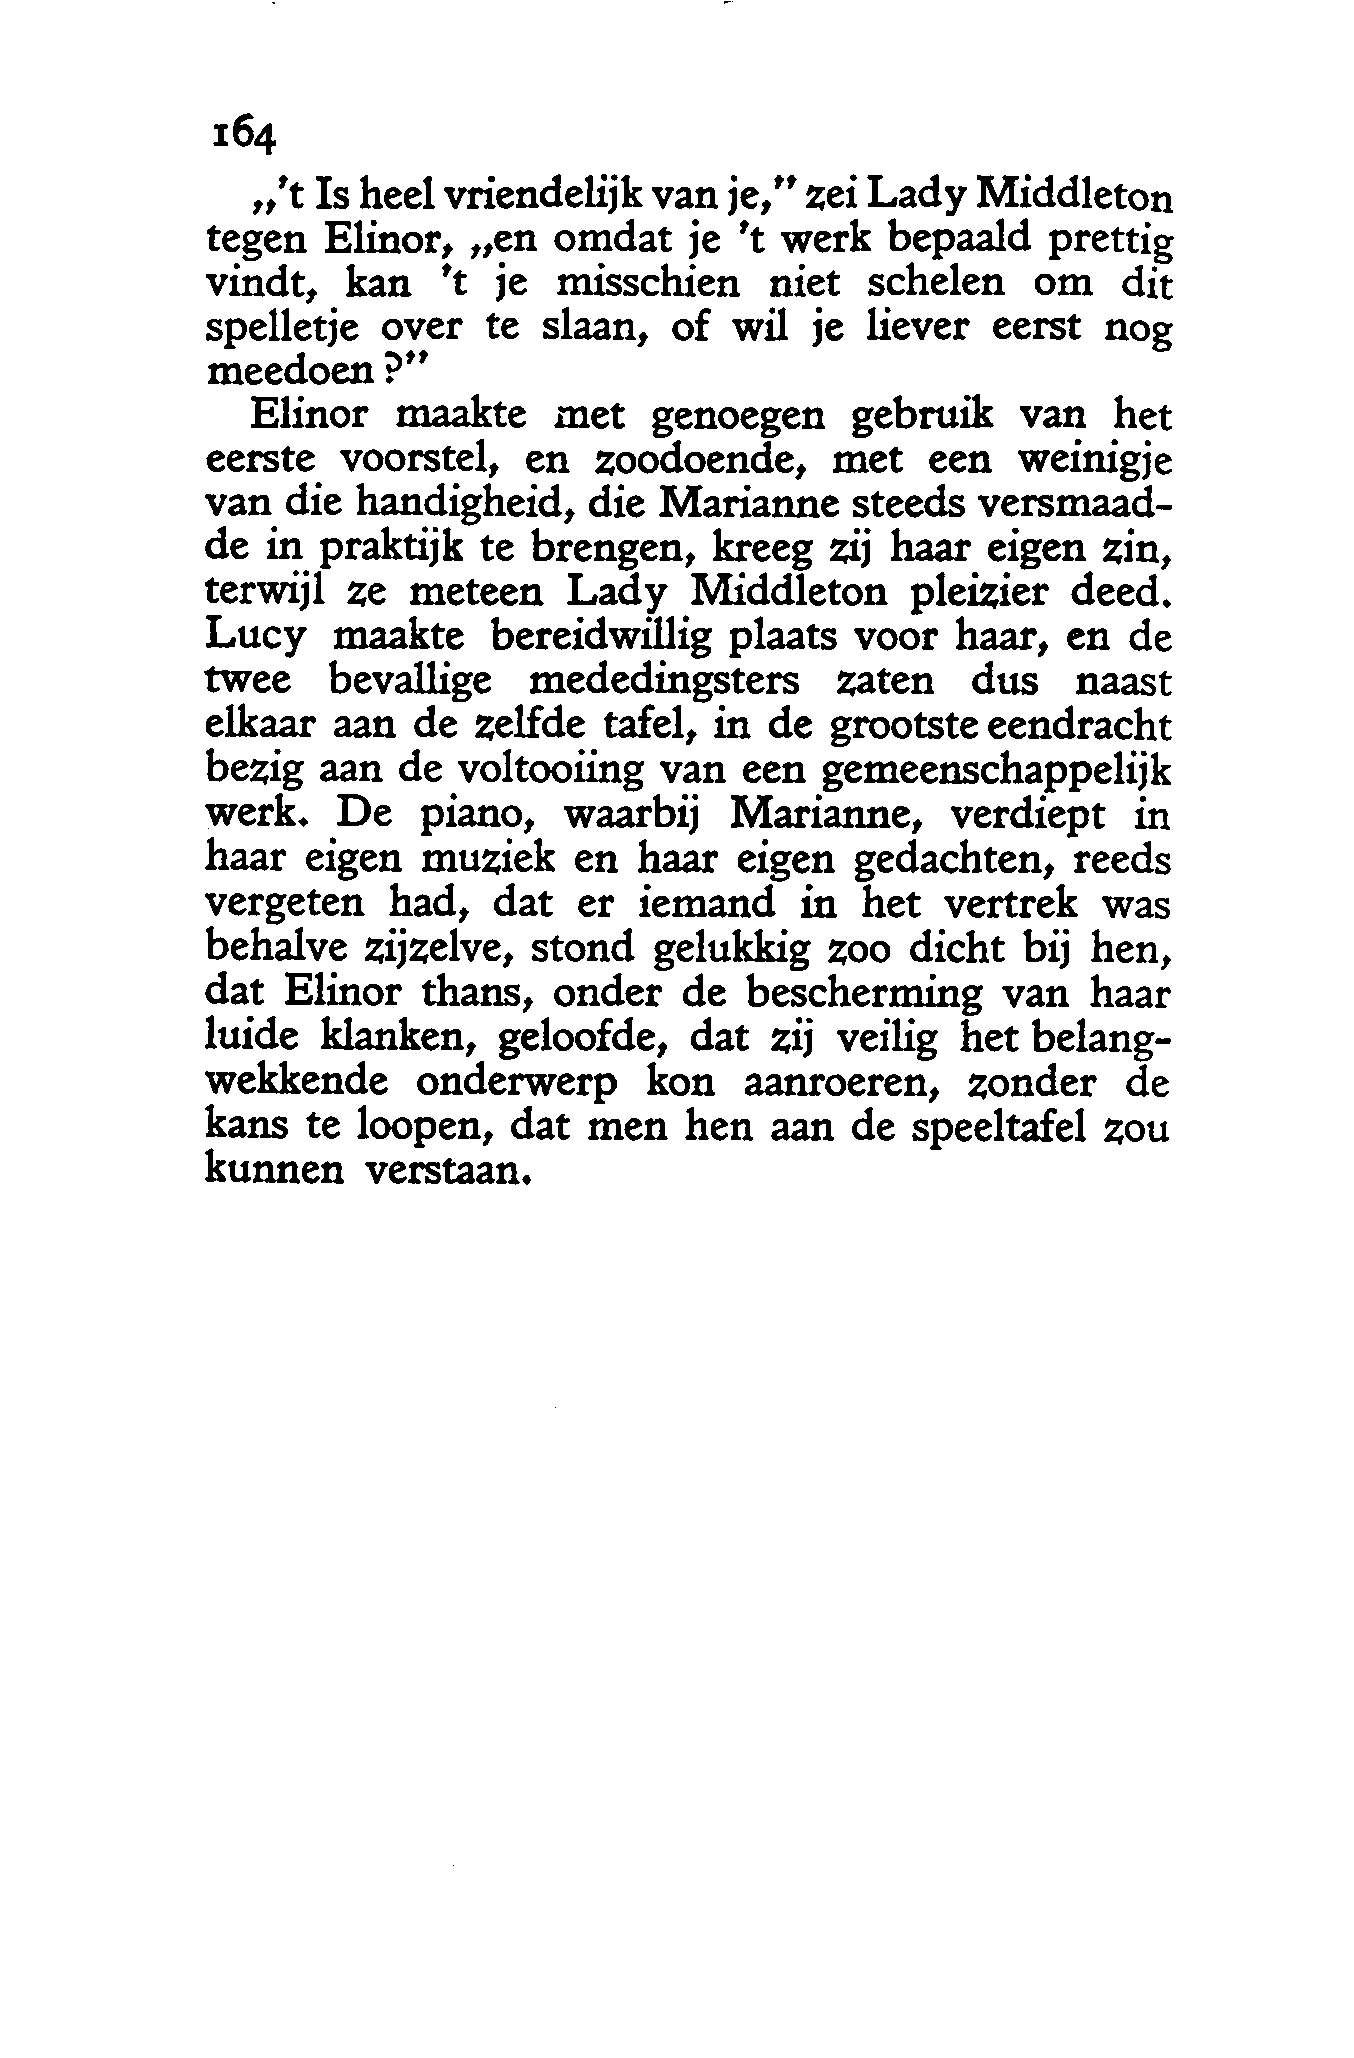 164
„'t Is heel vriendelijk van je,” zei Lady Middleton
tegen Elinor, „en omdat je 't werk bepaald prettig
vindt, kan 't je misschien niet schelen om dit
spelletje over te slaan, of wil je liever eerst nog
meedoen?”
Elinor maakte met genoegen gebruik van het
eerste voorstel, en zoodoende, met een weinigje
van die handigheid, die Marianne steeds versmaad-
de in praktijk te brengen, kreeg zij haar eigen zin,
terwijl ze meteen Lady Middleton pleizier deed.
Lucy maakte bereidwillig plaats voor haar, en de
twee bevallige mededingsters zaten dus naast
elkaar aan de zelfde tafel, in de grootste eendracht
bezig aan de voltooiing van een gemeenschappelijk
werk. De piano, waarbij Marianne, verdiept in
haar eigen muziek en haar eigen gedachten, reeds
vergeten had, dat er iemand in het vertrek was
behalve zijzelve, stond gelukkig zoo dicht bij hen,
dat Elinor thans, onder de bescherming van haar
luide klanken, geloofde, dat zij veilig het belang-
wekkende onderwerp kon aanroeren, zonder de
kans te loopen, dat men hen aan de speeltafel zou
kunnen verstaan.